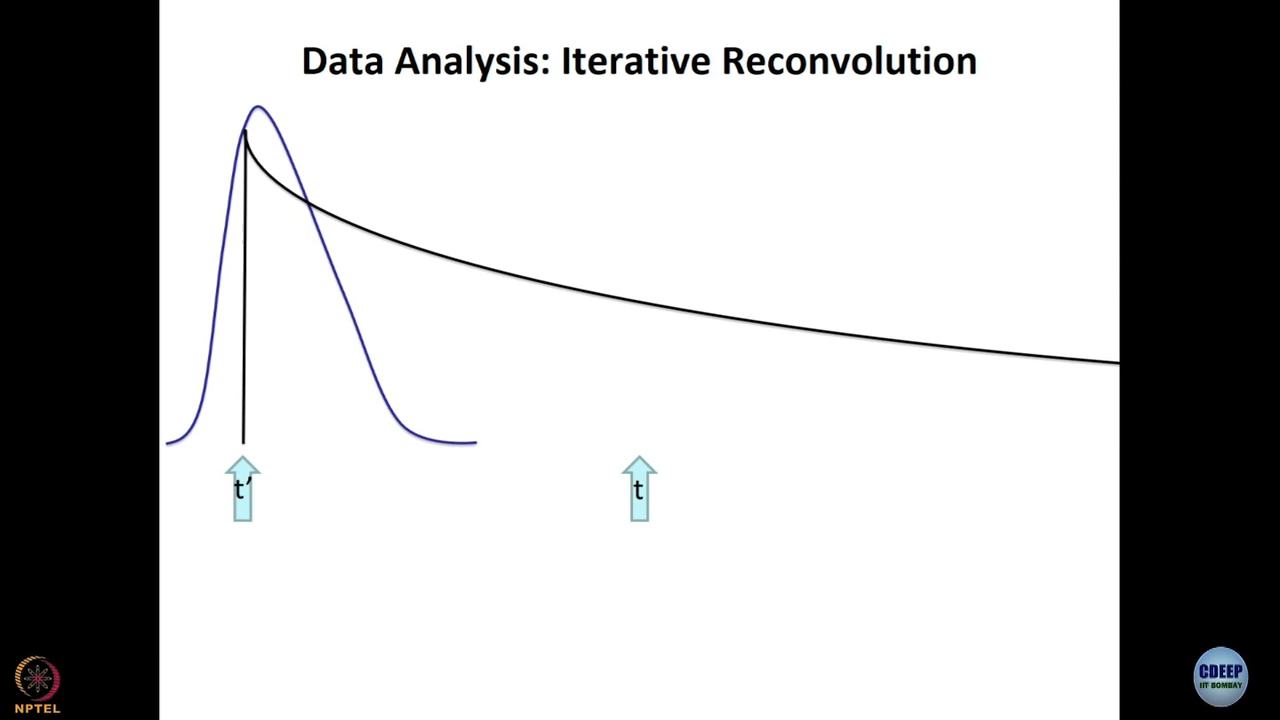 Data Analysis: Iterative Reconvolution
t’
t
NPTEL
CDEEP
IIT BOMBAY